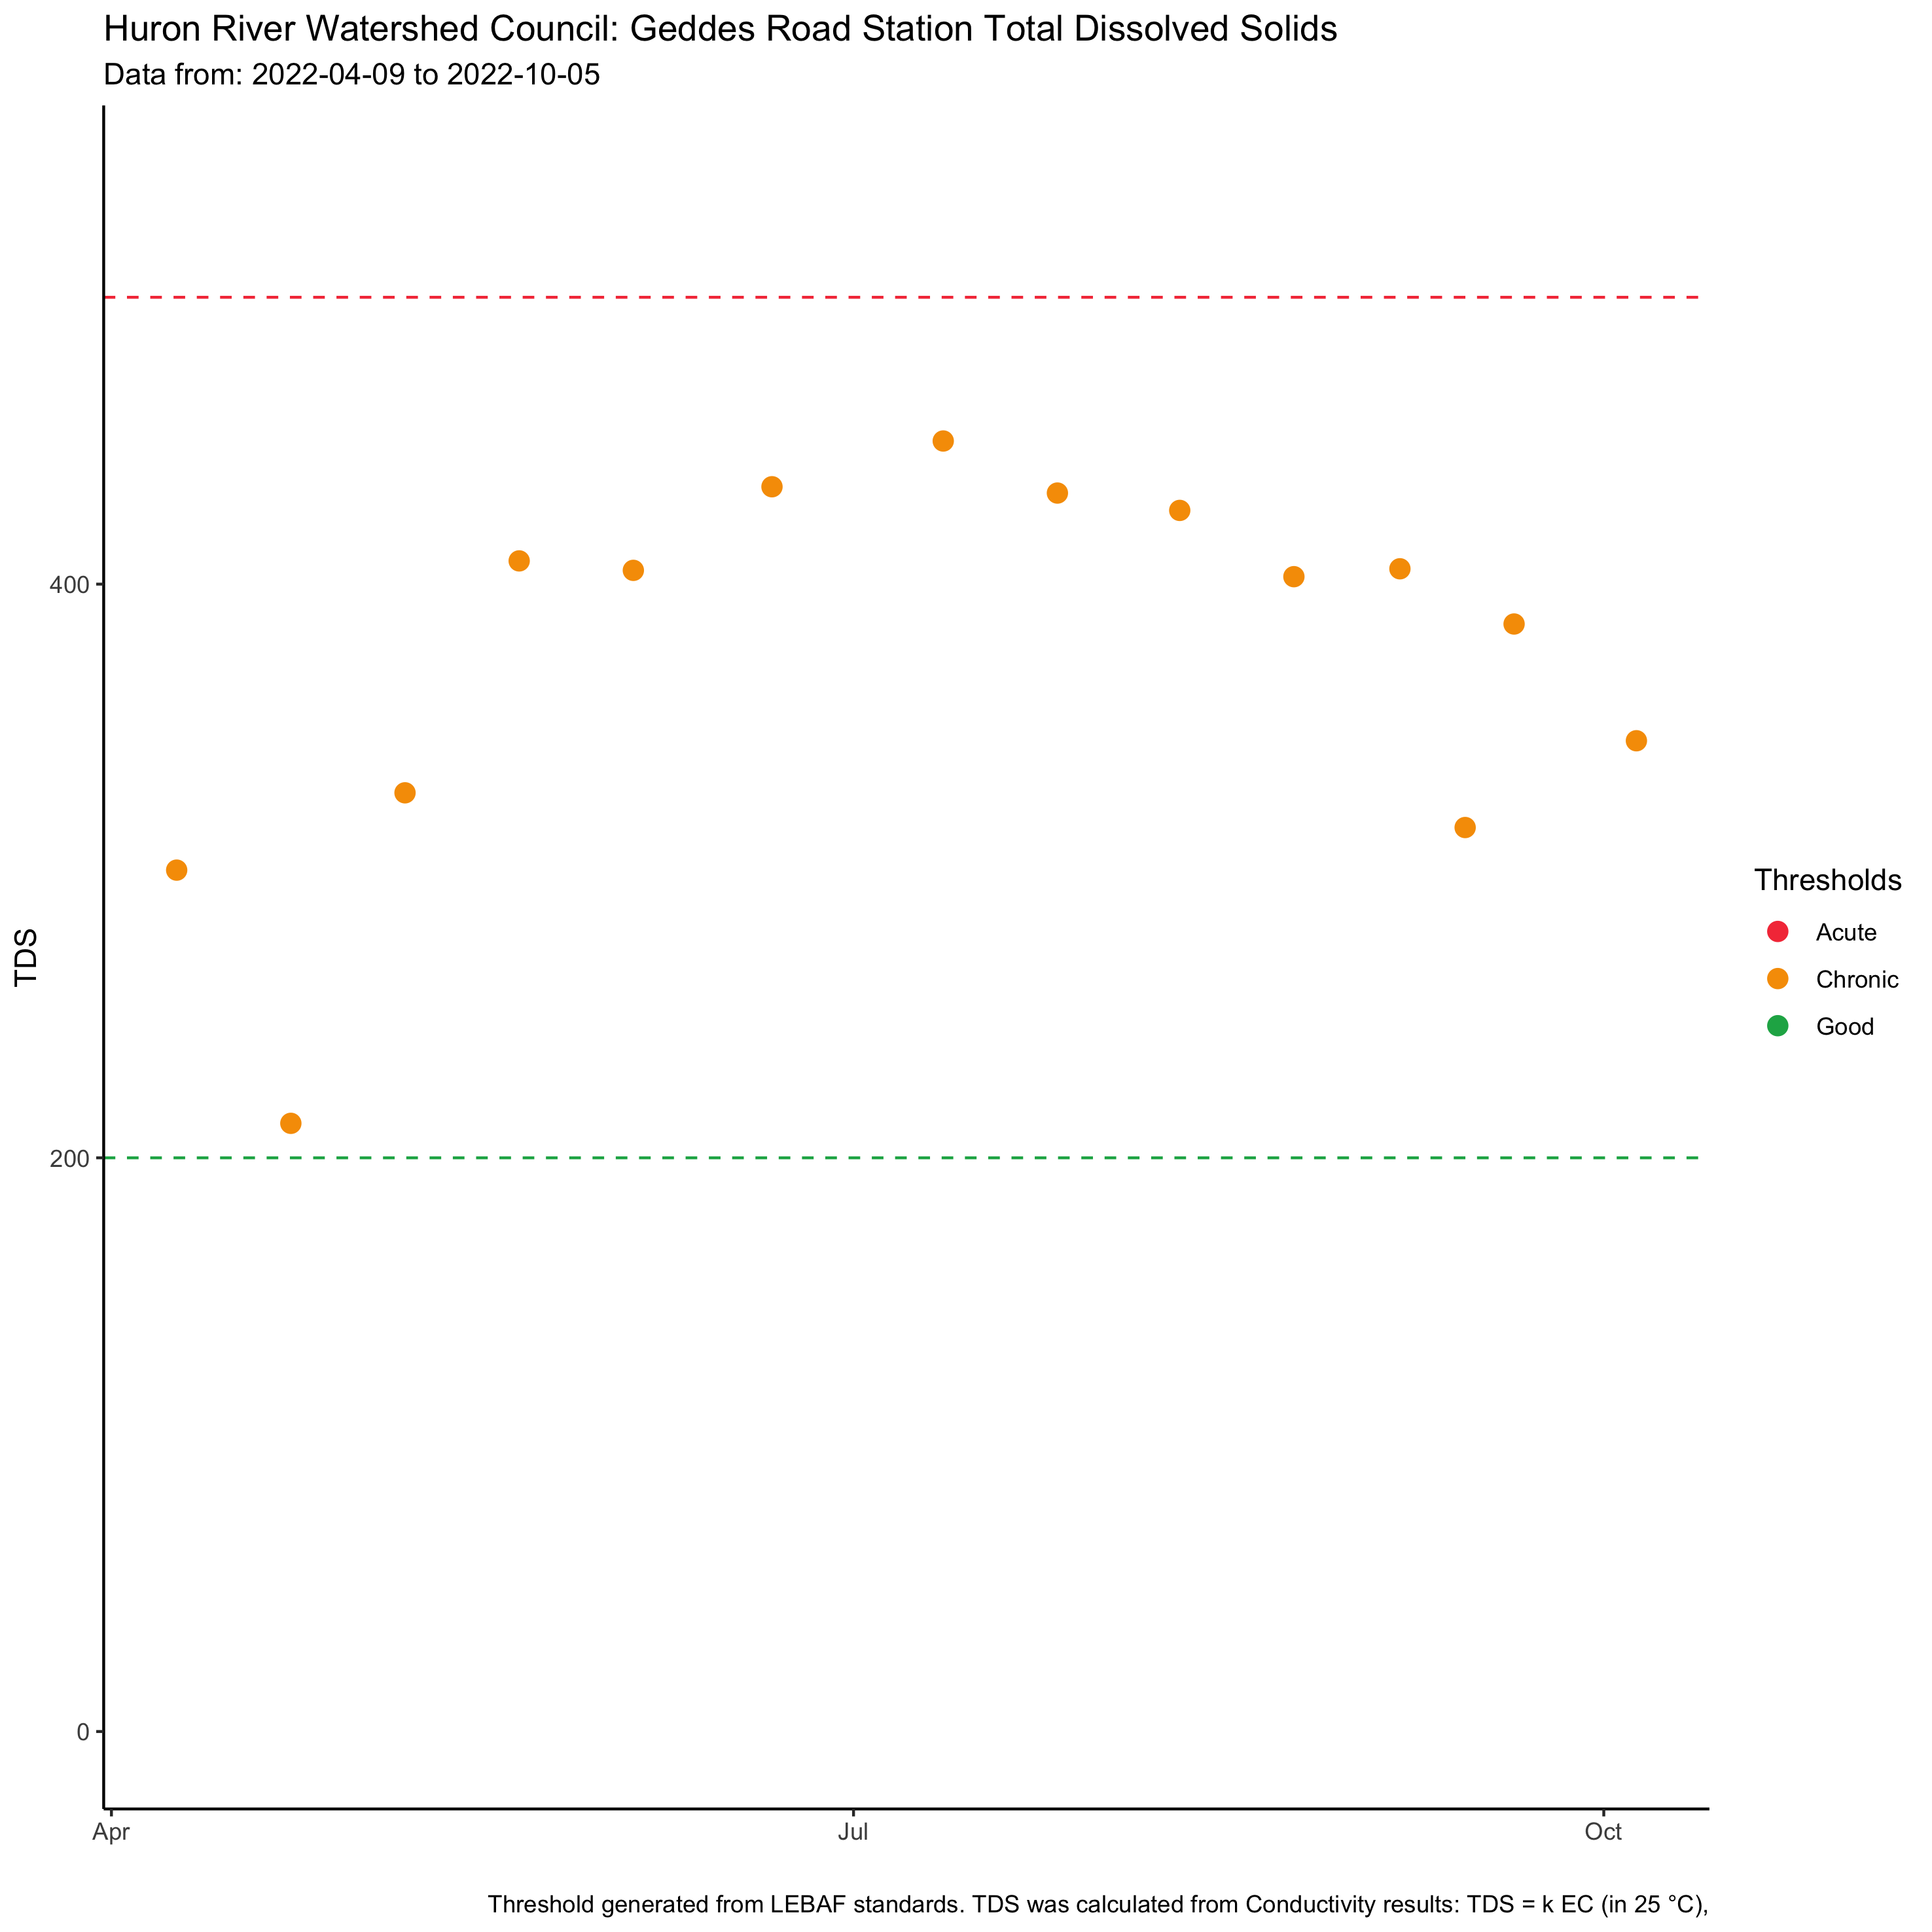 Huron River Watershed Council: Geddes Road Station Total Dissolved Solids
Data from: 2022-04-09 to 2022-10-05
400
200
0
TDS
Apr
Jul
Oct
Thresholds
Acute
Chronic
Good
Threshold generated from LEBAF standards. TDS was calculated from Conductivity results: TDS = k EC (in 25 °C),